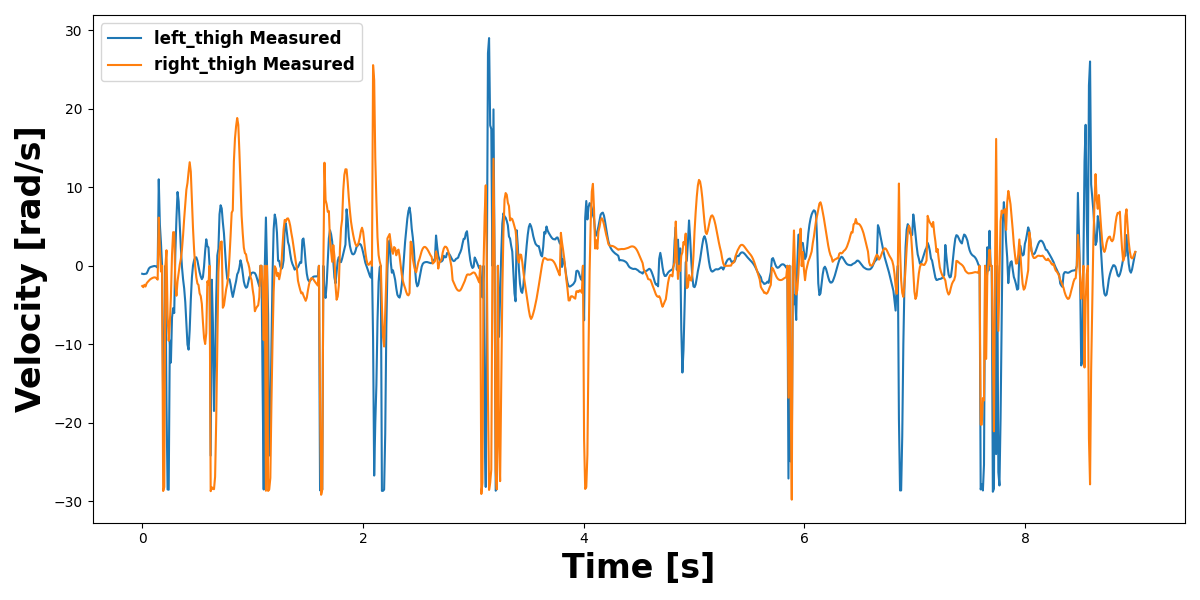 left_thigh Measured
right_thigh Measured
Velocity [rad/s]
30
20
10
0
−10
−20
−30
0 2 4 6 8
Time [s]